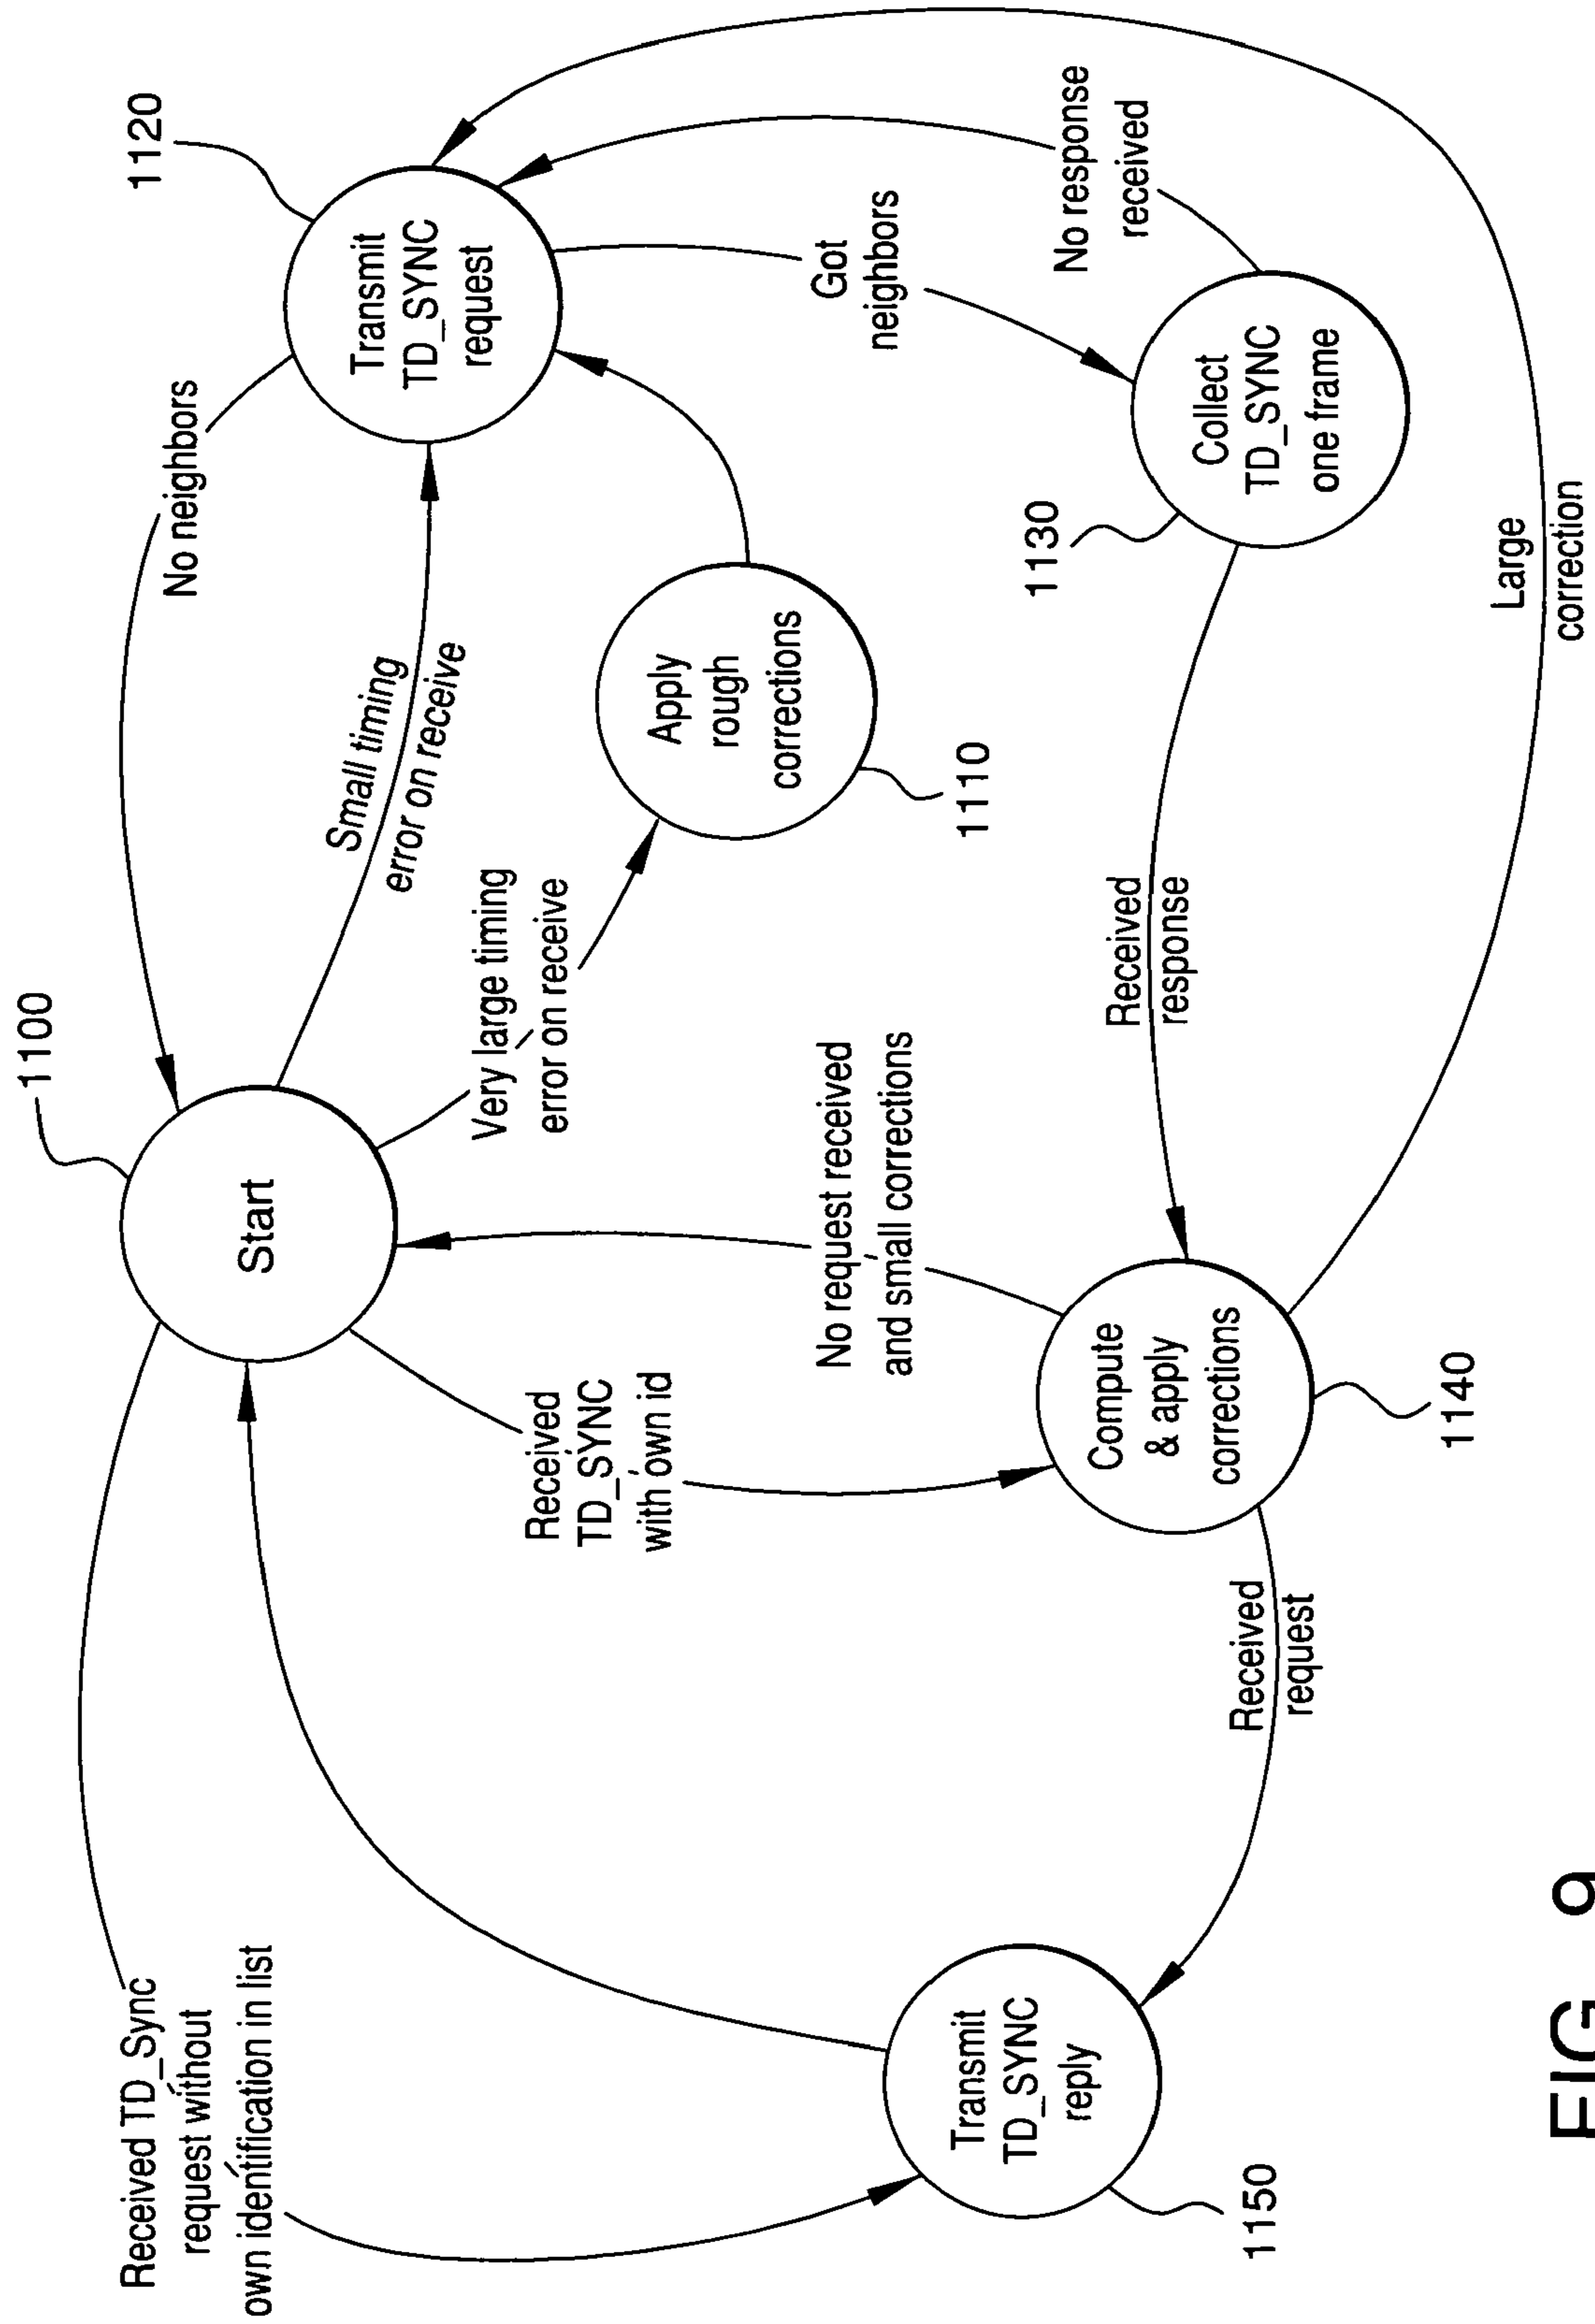 1100
1120
Received TD_Sync
request without
own identification in list
No neighbors
Start
Transmit
TD_SYNC
request
Small timing
error on receive
Very large timing
error on receive
Received
TD_SYNC
with own id
Apply
rough
corrections
1110
No request received
and small corrections
Got
neighbors
Transmit
TD_SYNC
reply
1150
1130
No response
received
Compute
& apply
corrections
1140
Received
response
Collect
TD_SYNC
one frame
Received
request
Large
correction
FIG. 9